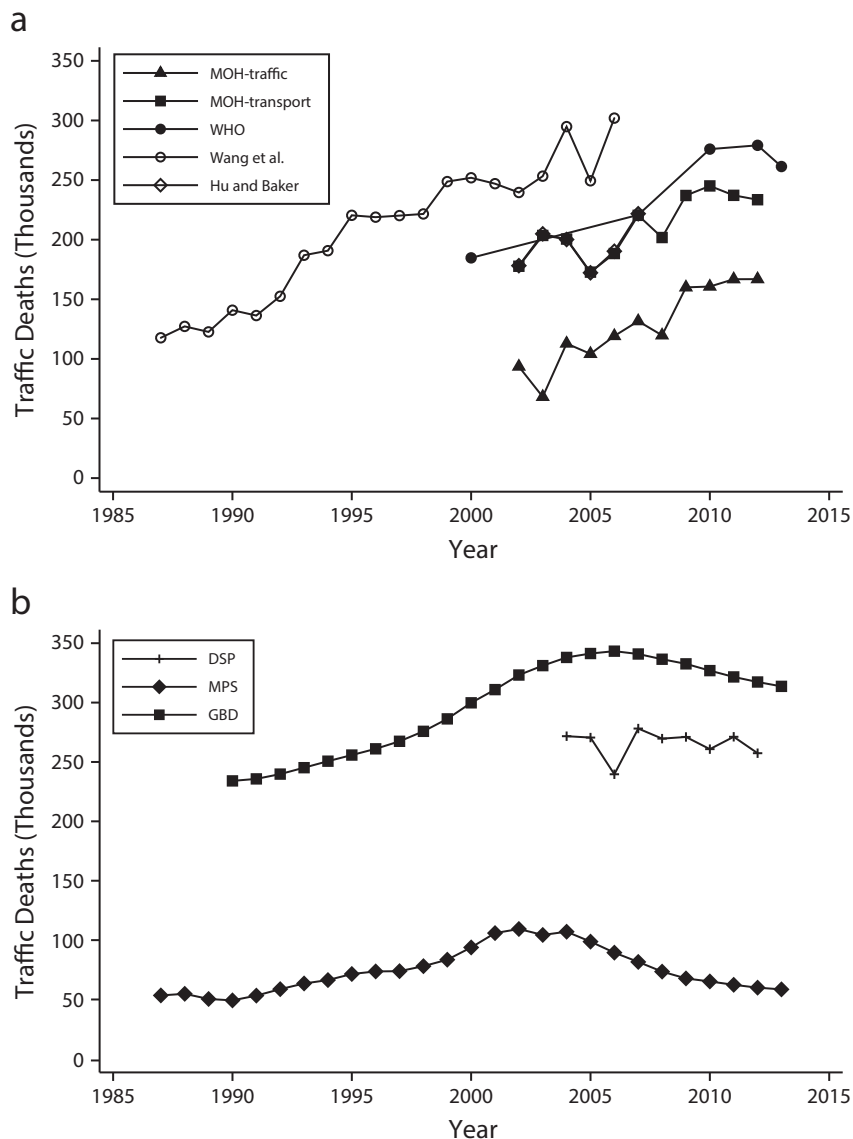 a
Traffic Deaths (Thousands)
350
300
250
200
150
100
50
0
MOH-traffic
MOH-transport
WHO
Wang et al.
Hu and Baker
1985 1990 1995 2000 2005 2010 2015
Year
b
Traffic Deaths (Thousands)
350
300
250
200
150
100
50
0
DSP
MPS
GBD
1985 1990 1995 2000 2005 2010 2015
Year